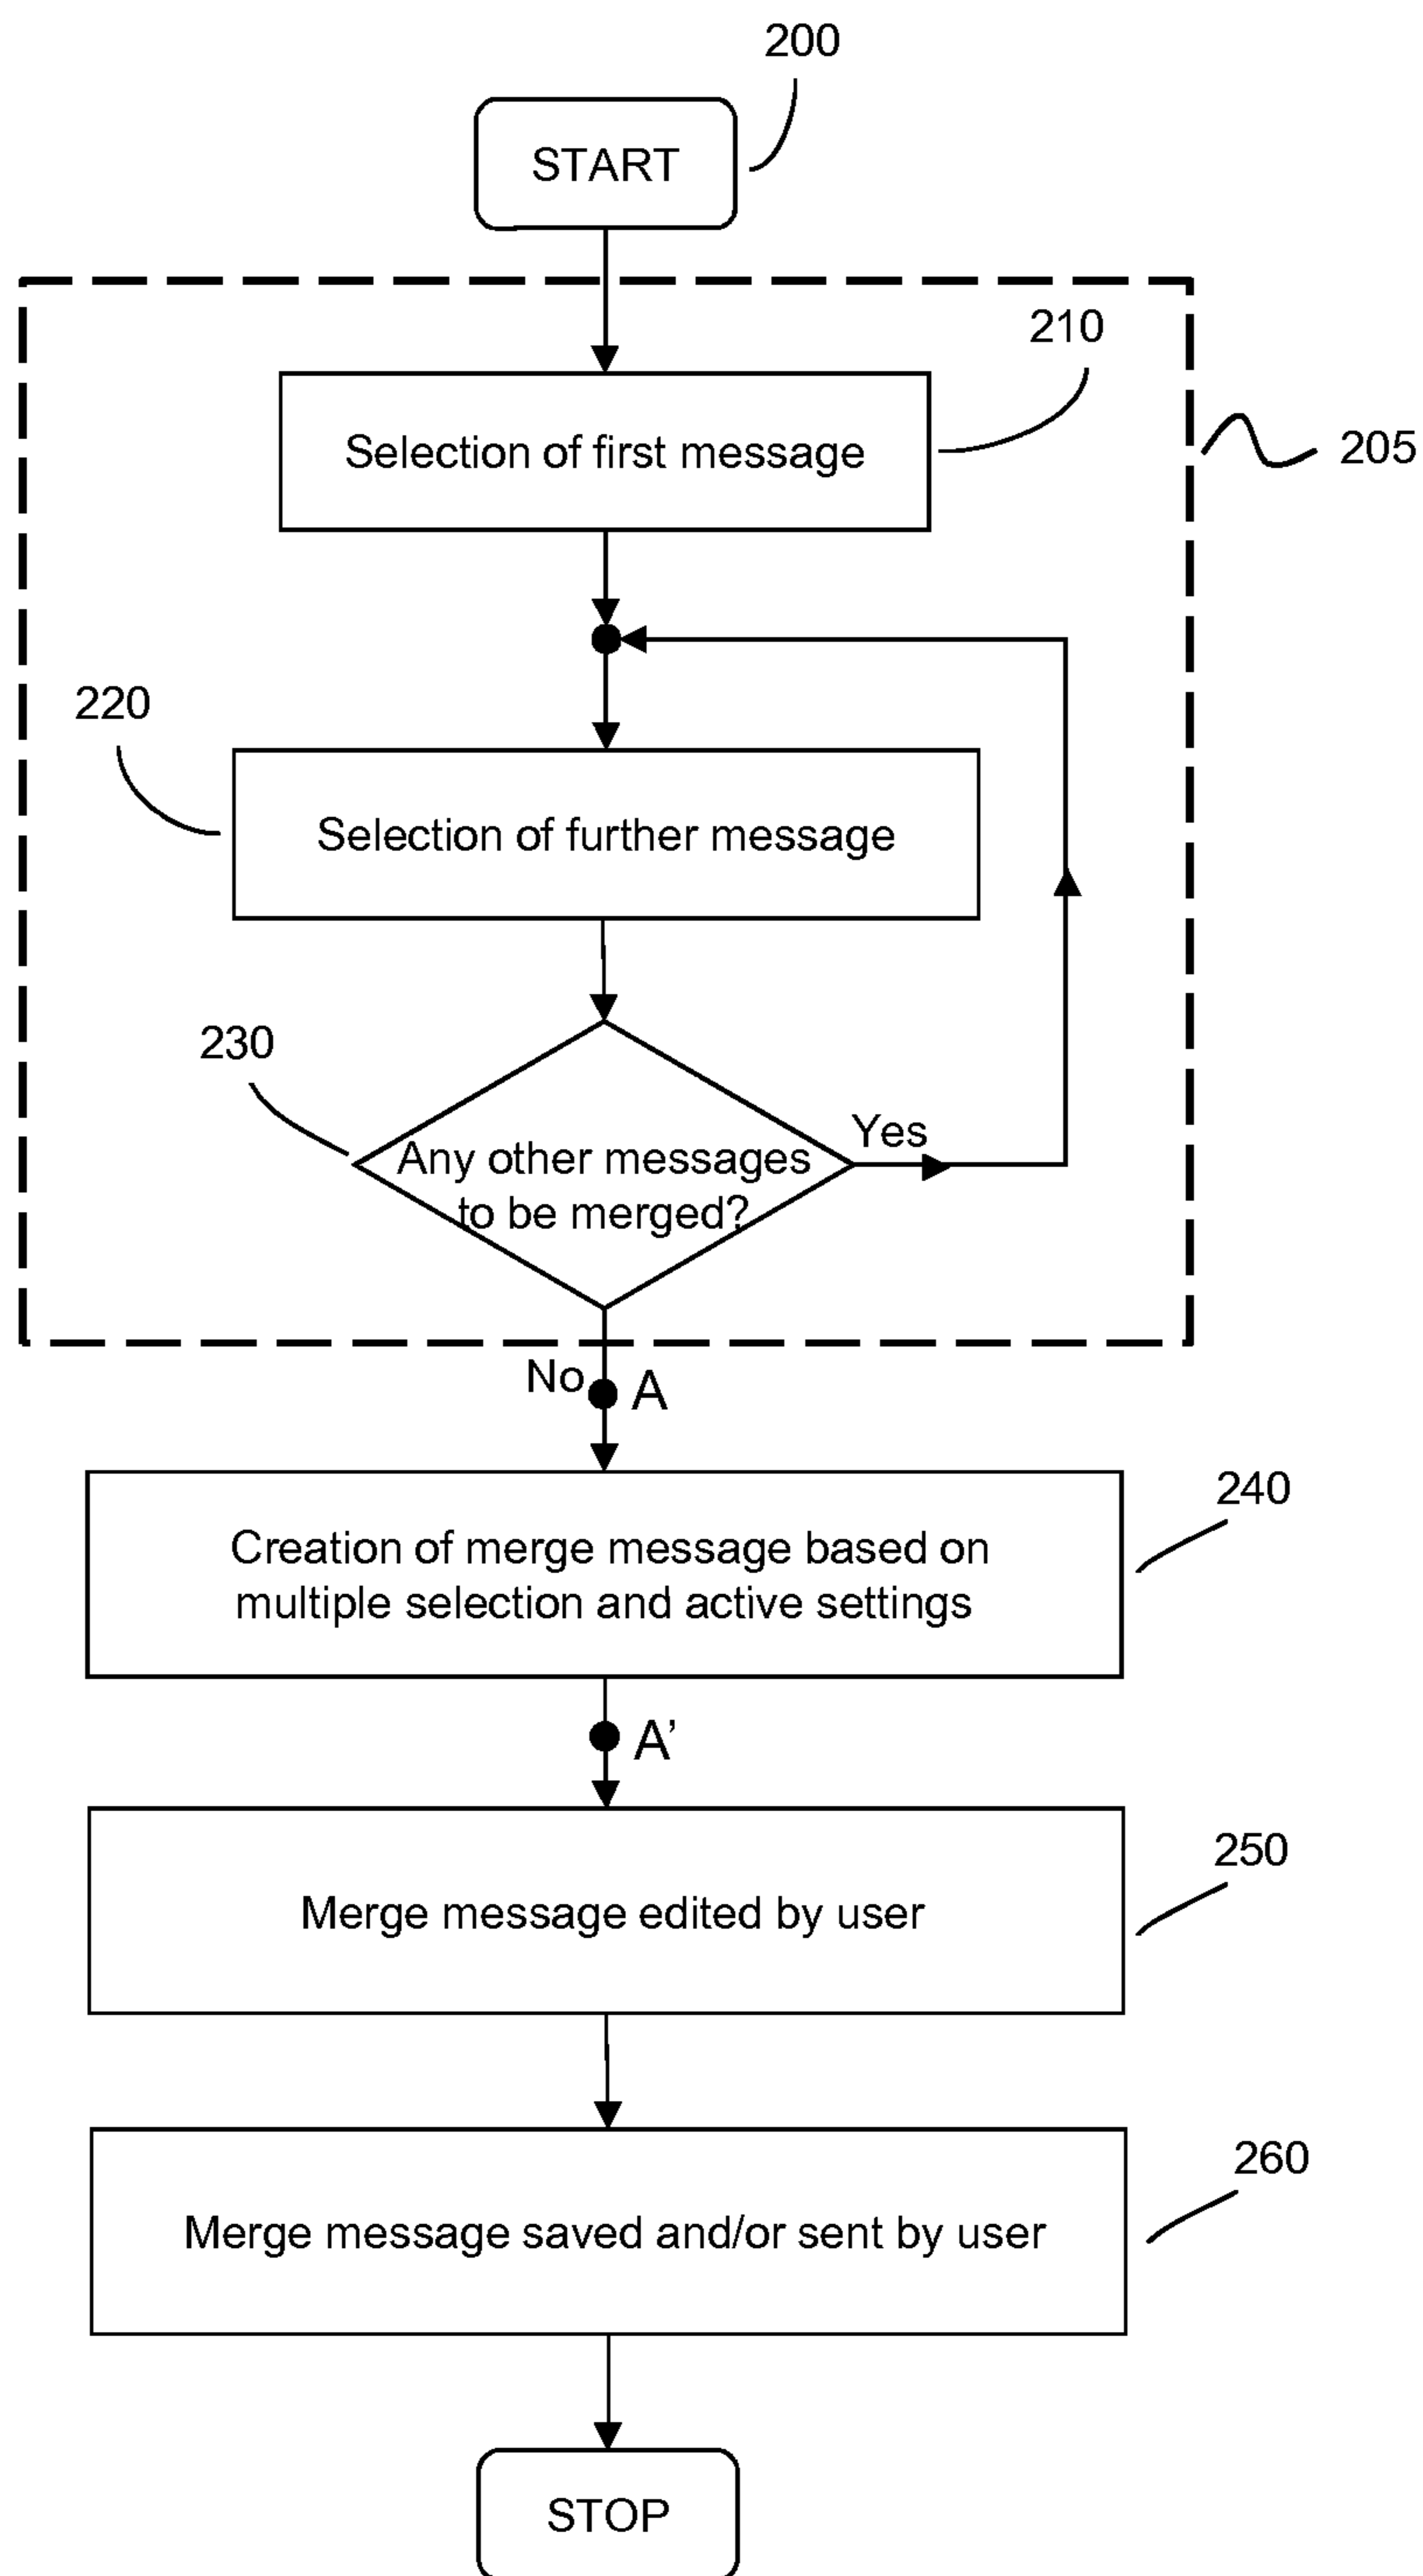 200
START
210
Selection of first message
205
220
Selection of further message
230
Any other messages
to be merged?
Yes
No
A
240
Creation of merge message based on
multiple selection and active settings
A’
250
Merge message edited by user
260
Merge message saved and/or sent by user
STOP